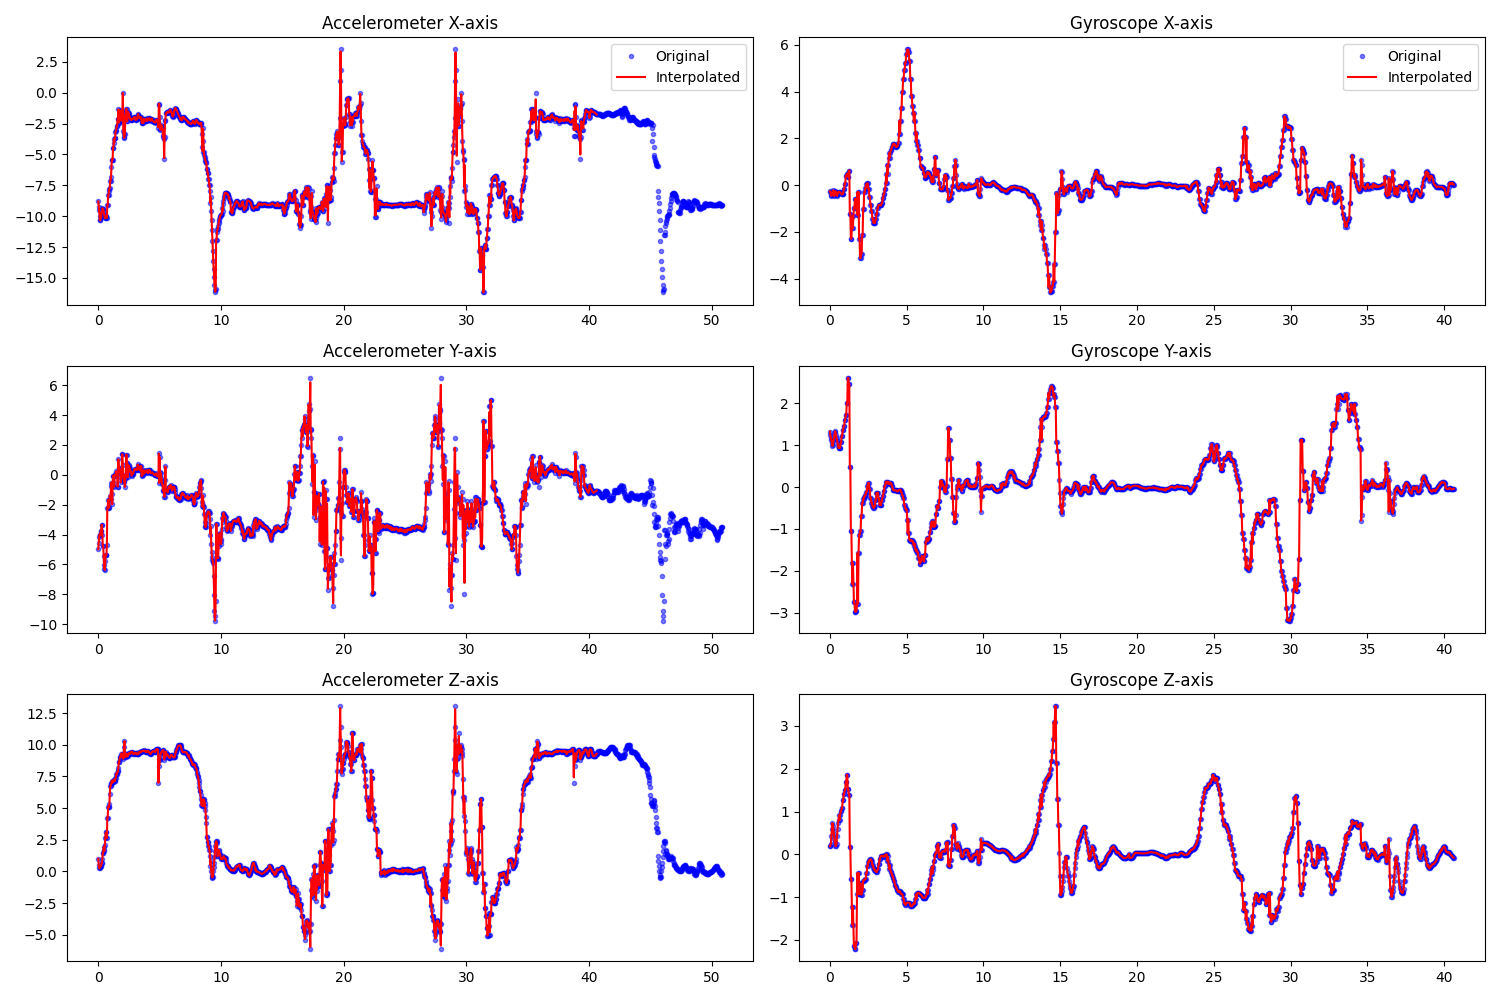 Accelerometer X-axis
Original
Interpolated
2.5
0.0
−2.5
−5.0
−7.5
−10.0
−12.5
−15.0
0 10 20 30 40 50
Gyroscope X-axis
Original
Interpolated
6
4
2
0
−2
−4
0 5 10 15 20 25 30 35 40
Accelerometer Y-axis
6
4
2
0
−2
−4
−6
−8
−10
0 10 20 30 40 50
Gyroscope Y-axis
2
1
0
−1
−2
−3
0 5 10 15 20 25 30 35 40
Accelerometer Z-axis
12.5
10.0
7.5
5.0
2.5
0.0
−2.5
−5.0
0 10 20 30 40 50
Gyroscope Z-axis
3
2
1
0
−1
−2
0 5 10 15 20 25 30 35 40